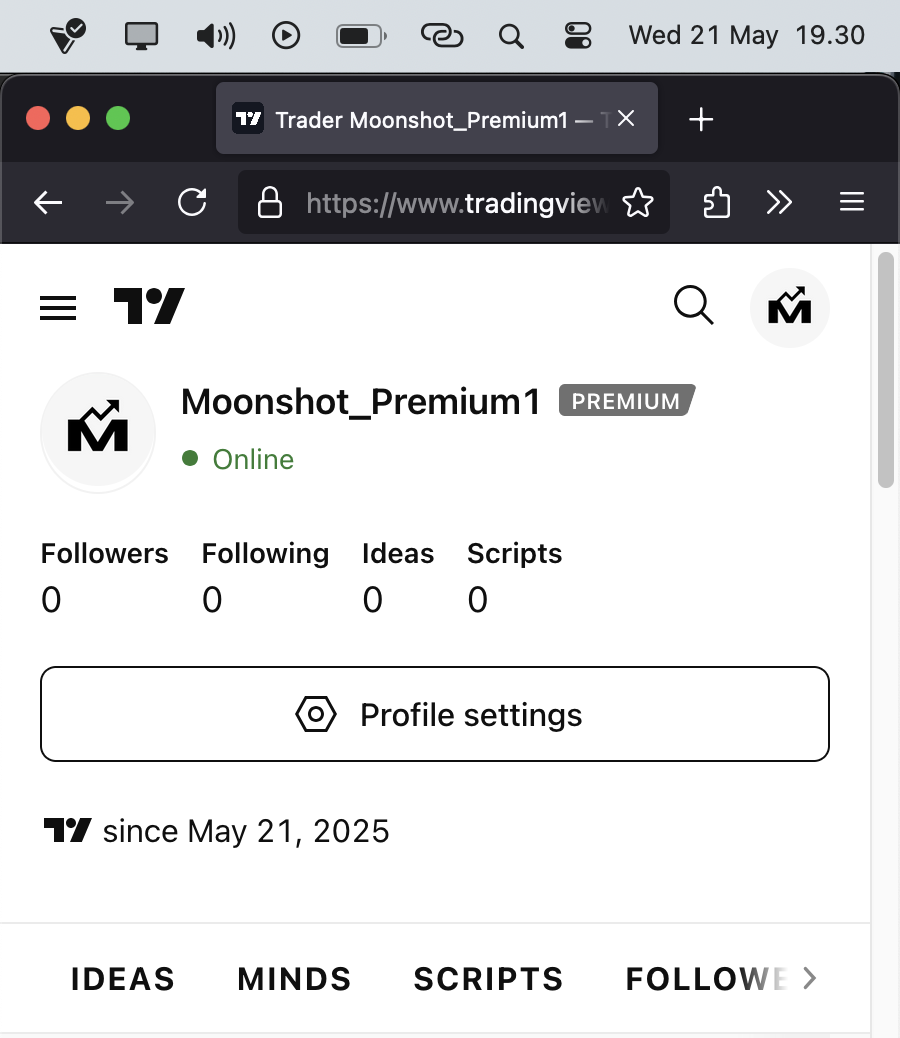 Wed 21 May 19.30
Trader Moonshot_Premium1 — T
https://www.tradingview
Moonshot_Premium1 PREMIUM
Online
Followers Following Ideas Scripts
0 0 0 0
Profile settings
since May 21, 2025
IDEAS MINDS SCRIPTS FOLLOWE